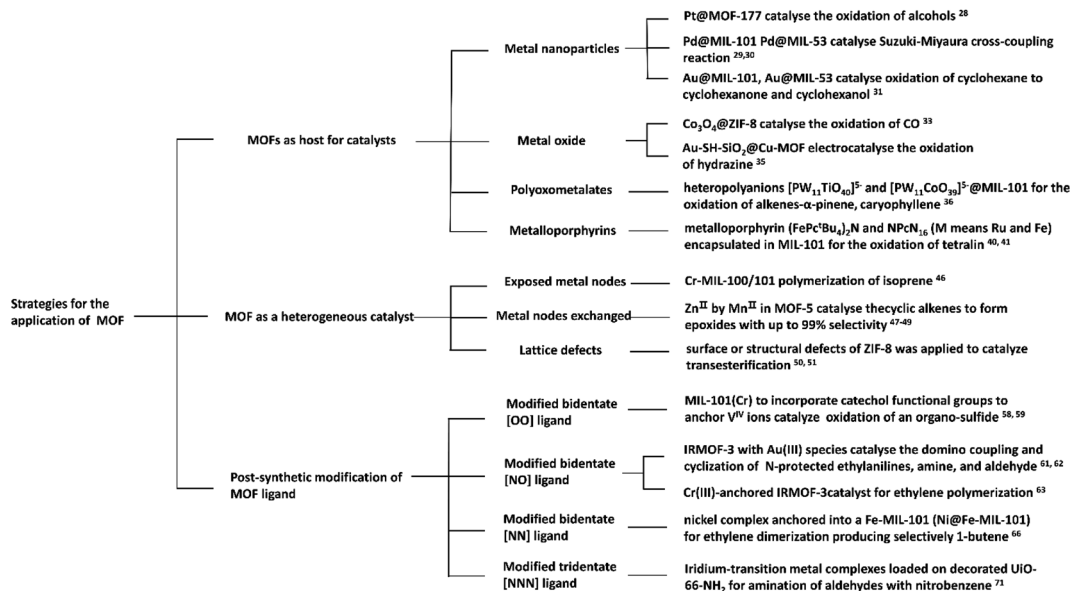 Strategies for the
application of MOF
MOFs as host for catalysts
Metal nanoparticles
Pt@MOF-177 catalyse the oxidation of alcohols 28
Pd@MIL-101 Pd@MIL-53 catalyse Suzuki-Miyaura cross-coupling
reaction 29,30
Au@MIL-101, Au@MIL-53 catalyse oxidation of cyclohexane to
cyclohexanone and cyclohexanol 31
Metal oxide
Co3O4@ZIF-8 catalyse the oxidation of CO 33
Au-SH-SiO2@Cu-MOF electrocatalyse the oxidation
of hydrazine 35
Polyoxometalates
heteropolyanions [PW11TiO40]5- and [PW11CoO39]5-@MIL-101 for the
oxidation of alkenes-α-pinene, caryophyllene 36
Metalloporphyrins
metalloporphyrin (FePctBu4)2N and NPcN16 (M means Ru and Fe)
encapsulated in MIL-101 for the oxidation of tetralin 40, 41
MOF as a heterogeneous catalyst
Exposed metal nodes
Cr-MIL-100/101 polymerization of isoprene 46
Metal nodes exchanged
ZnII by MnII in MOF-5 catalyse thecyclic alkenes to form
epoxides with up to 99% selectivity 47-49
Lattice defects
surface or structural defects of ZIF-8 was applied to catalyze
transesterification 50, 51
Post-synthetic modification of
MOF ligand
Modified bidentate
[OO] ligand
MIL-101(Cr) to incorporate catechol functional groups to
anchor VIV ions catalyze oxidation of an organo-sulfide 58, 59
Modified bidentate
[NO] ligand
IRMOF-3 with Au(III) species catalyse the domino coupling and
cyclization of N-protected ethylanilines, amine, and aldehyde 61, 62
Cr(III)-anchored IRMOF-3catalyst for ethylene polymerization 63
Modified bidentate
[NN] ligand
nickel complex anchored into a Fe-MIL-101 (Ni@Fe-MIL-101)
for ethylene dimerization producing selectively 1-butene 66
Modified tridentate
[NNN] ligand
Iridium-transition metal complexes loaded on decorated UiO-
66-NH2 for amination of aldehydes with nitrobenzene 71